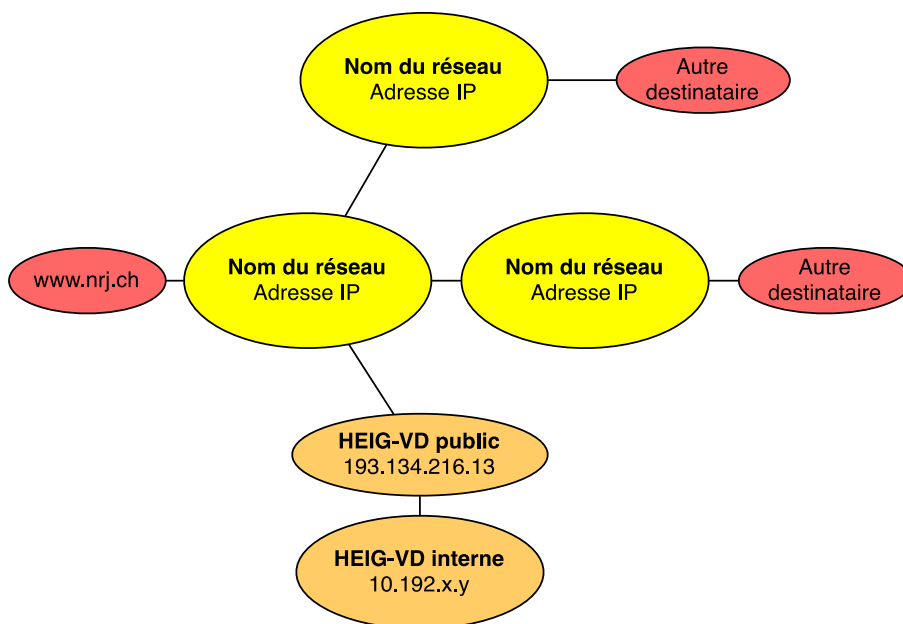 Nom du réseau
Adresse IP
Autre
destinataire
www.nrj.ch
Nom du réseau
Adresse IP
Nom du réseau
Adresse IP
Autre
destinataire
HEIG-VD public
193.134.216.13
HEIG-VD interne
10.192.x.y